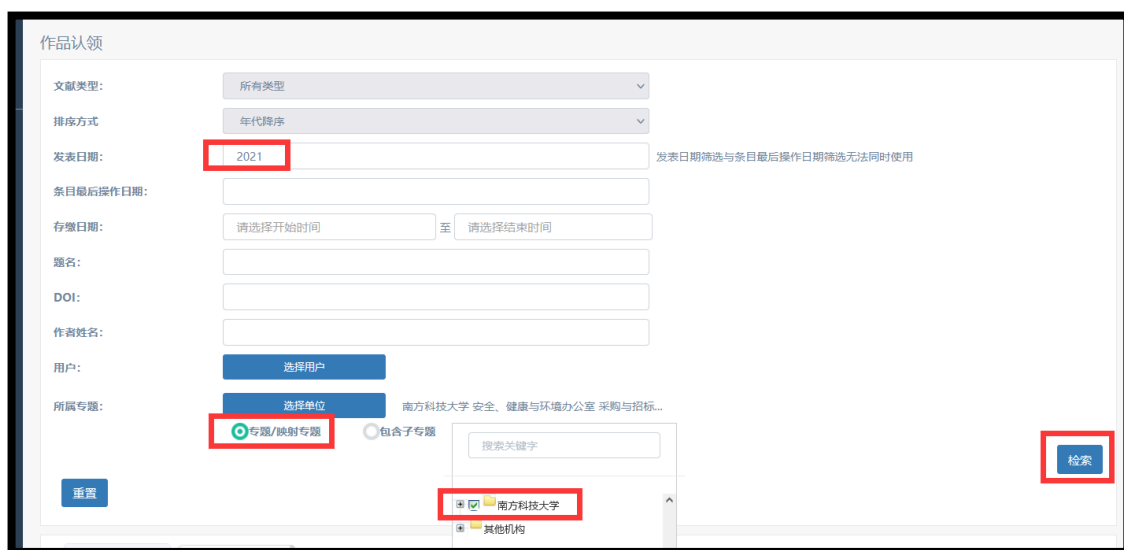 作品认领
文献类型：
所有类型
排序方式
年代降序
发表日期：
2021
发表日期筛选与条目最后操作日期筛选无法同时使用
条目最后操作日期：
存缴日期：
请选择开始时间
至
请选择结束时间
题名：
DOI：
作者姓名：
用户：
选择用户
所属专题：
选择单位
南方科技大学 安全、健康与环境办公室 采购与招标...
专题/映射专题
包含子专题
搜索关键字
检索
重置
南方科技大学
其他机构